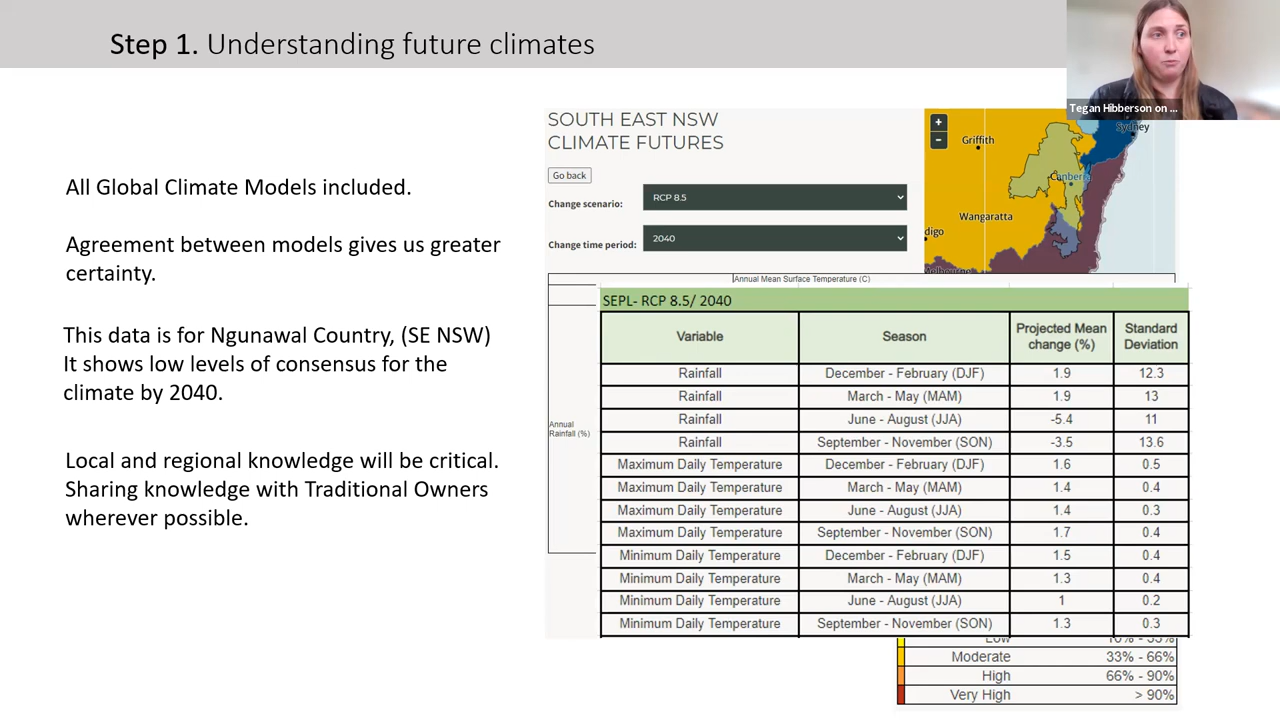 Step 1. Understanding future climates
Tegan Hibberson on ...
All Global Climate Models included.
Agreement between models gives us greater
certainty.
This data is for Ngunawal Country, (SE NSW)
It shows low levels of consensus for the
climate by 2040.
Local and regional knowledge will be critical.
Sharing knowledge with Traditional Owners
wherever possible.
SOUTH EAST NSW
CLIMATE FUTURES
Go back
Change scenario: RCP 8.5
Change time period: 2040
+
-
Griffith
Sydney
Canberra
Wangaratta
digo
Melbourne
Annual Mean Surface Temperature (C)
Annual
Rainfall (%)
SEPL- RCP 8.5/ 2040
Variable Season Projected Mean change (%) Standard Deviation
Rainfall December - February (DJF) 1.9 12.3
Rainfall March - May (MAM) 1.9 13
Rainfall June - August (JJA) -5.4 11
Rainfall September - November (SON) -3.5 13.6
Maximum Daily Temperature December - February (DJF) 1.6 0.5
Maximum Daily Temperature March - May (MAM) 1.4 0.4
Maximum Daily Temperature June - August (JJA) 1.4 0.3
Maximum Daily Temperature September - November (SON) 1.7 0.4
Minimum Daily Temperature December - February (DJF) 1.5 0.4
Minimum Daily Temperature March - May (MAM) 1.3 0.4
Minimum Daily Temperature June - August (JJA) 1 0.2
Minimum Daily Temperature September - November (SON) 1.3 0.3
Low 10% - 33%
Moderate 33% - 66%
High 66% - 90%
Very High > 90%